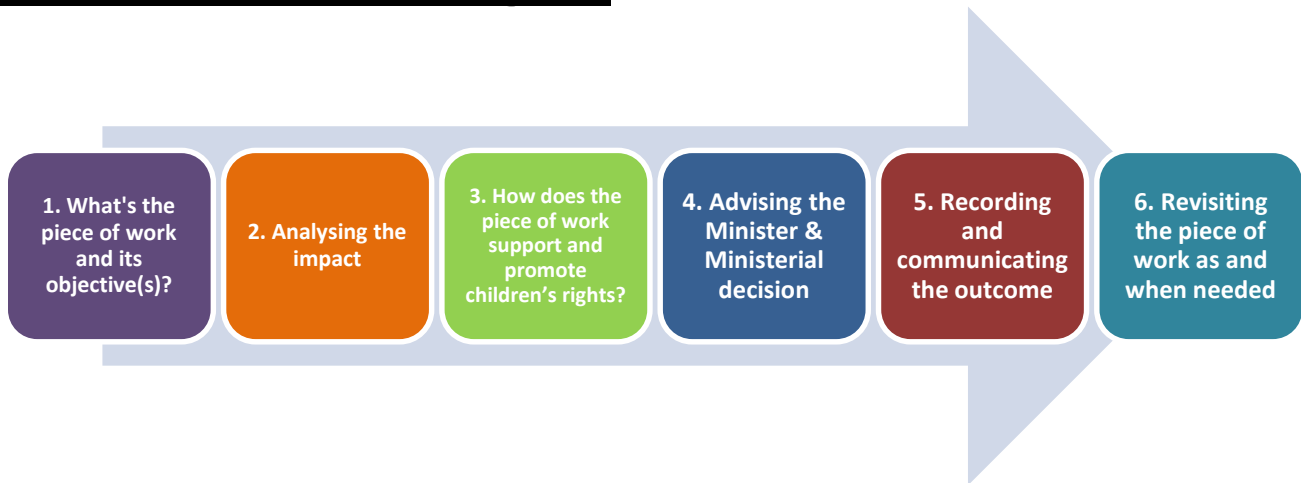 1. What's the
piece of work
and its
objective(s)?
2. Analysing the
impact
3. How does the
piece of work
support and
promote
children’s rights?
4. Advising the
Minister &
Ministerial
decision
5. Recording
and
communicating
the outcome
6. Revisiting
the piece of
work as and
when needed